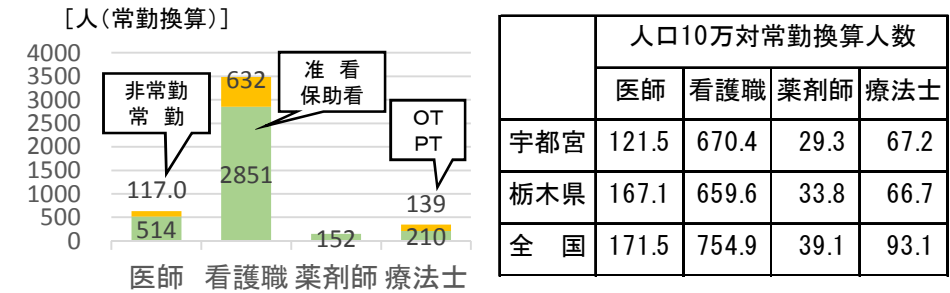 [人(常勤換算)]
4000
3500
3000
2500
2000
1500
1000
500
0
非常勤
常 勤
准 看
保助看
OT
PT
117.0
514
632
2851
152
139
210
医師 看護職 薬剤師 療法士
人口10万対常勤換算人数
医師 看護職 薬剤師 療法士
宇都宮 121.5 670.4 29.3 67.2
栃木県 167.1 659.6 33.8 66.7
全 国 171.5 754.9 39.1 93.1